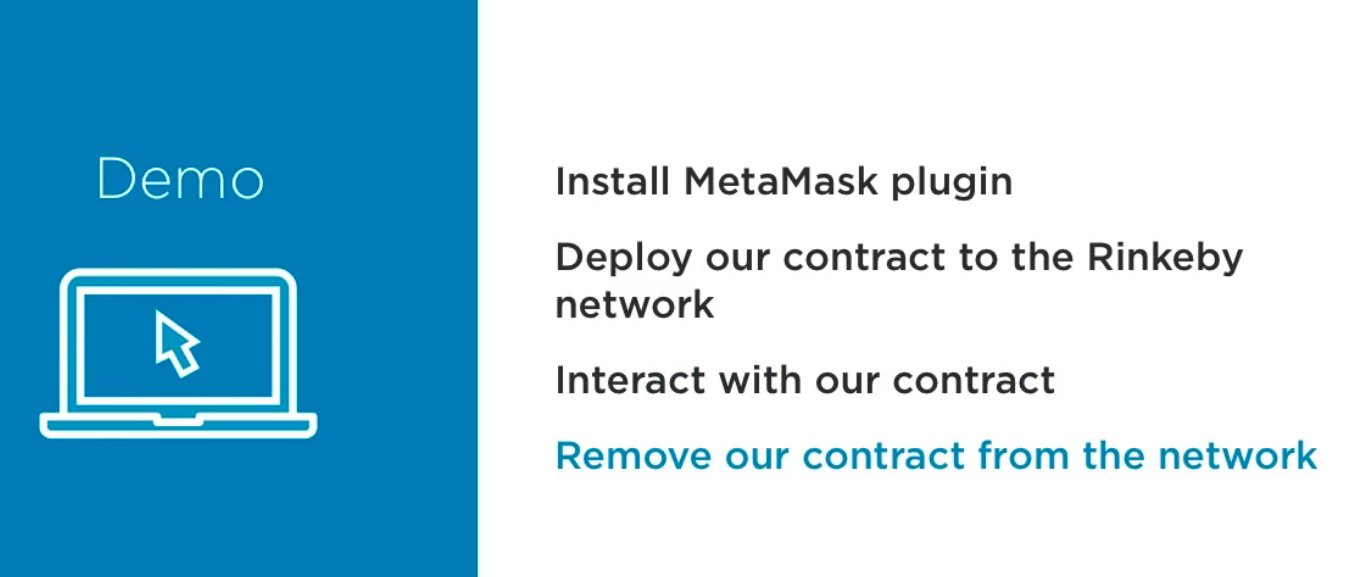 Demo
Install MetaMask plugin
Deploy our contract to the Rinkeby
network
Interact with our contract
Remove our contract from the network